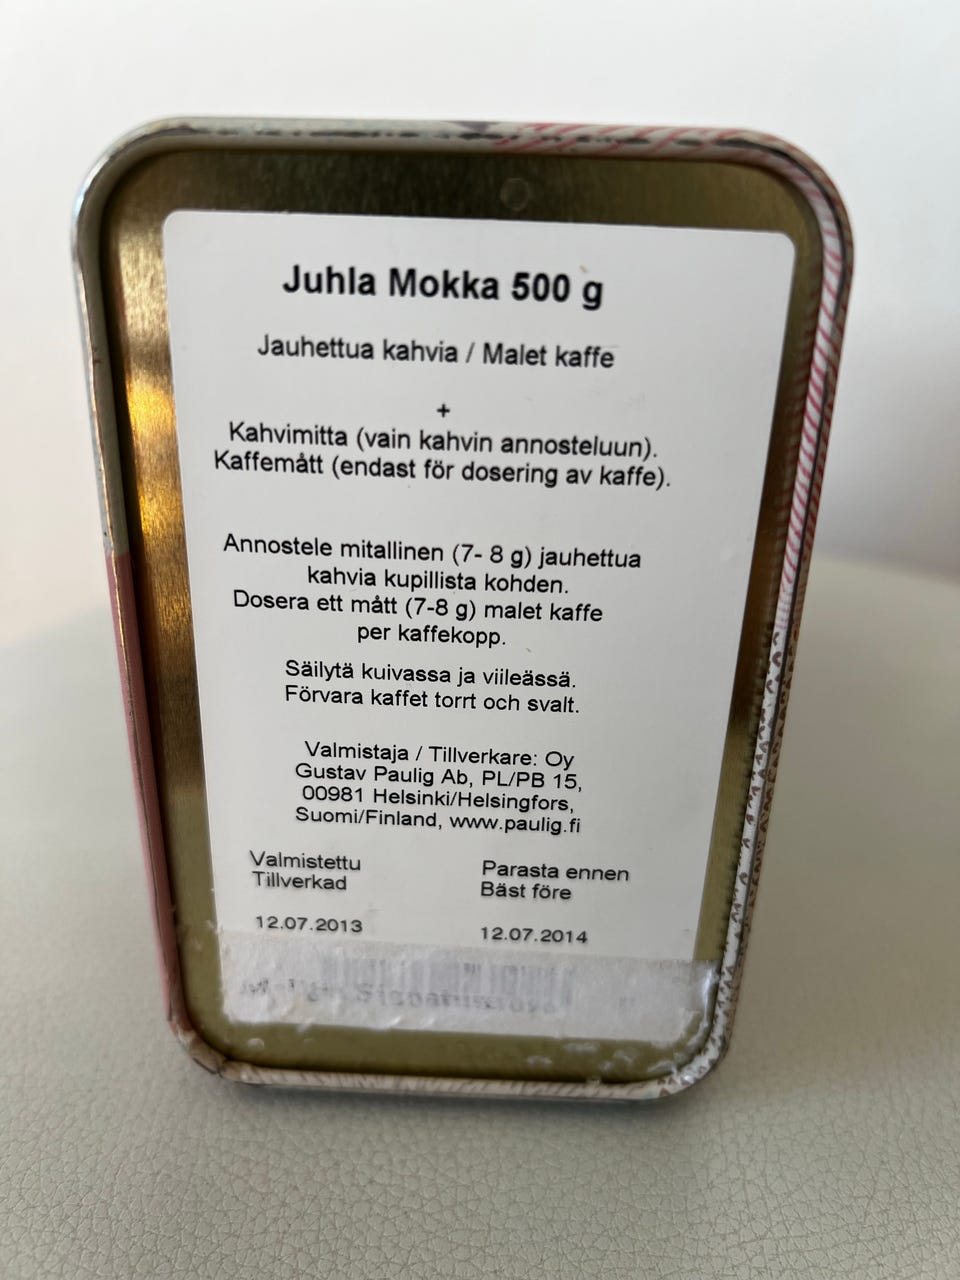 Juhla Mokka 500 g
Jauhettua kahvia / Malet kaffe
+
Kahvimitta (vain kahvin annosteluun).
Kaffemått (endast för dosering av kaffe).
Annostele mitallinen (7- 8 g) jauhettua
kahvia kupillista kohden.
Dosera ett mått (7-8 g) malet kaffe
per kaffekopp.
Säilytä kuivassa ja viileässä.
Förvara kaffet torrt och svalt.
Valmistaja / Tillverkare: Oy
Gustav Paulig Ab, PL/PB 15,
00981 Helsinki/Helsingfors,
Suomi/Finland, www.paulig.fi
Valmistettu
Tillverkad
12.07.2013
Parasta ennen
Bäst före
12.07.2014